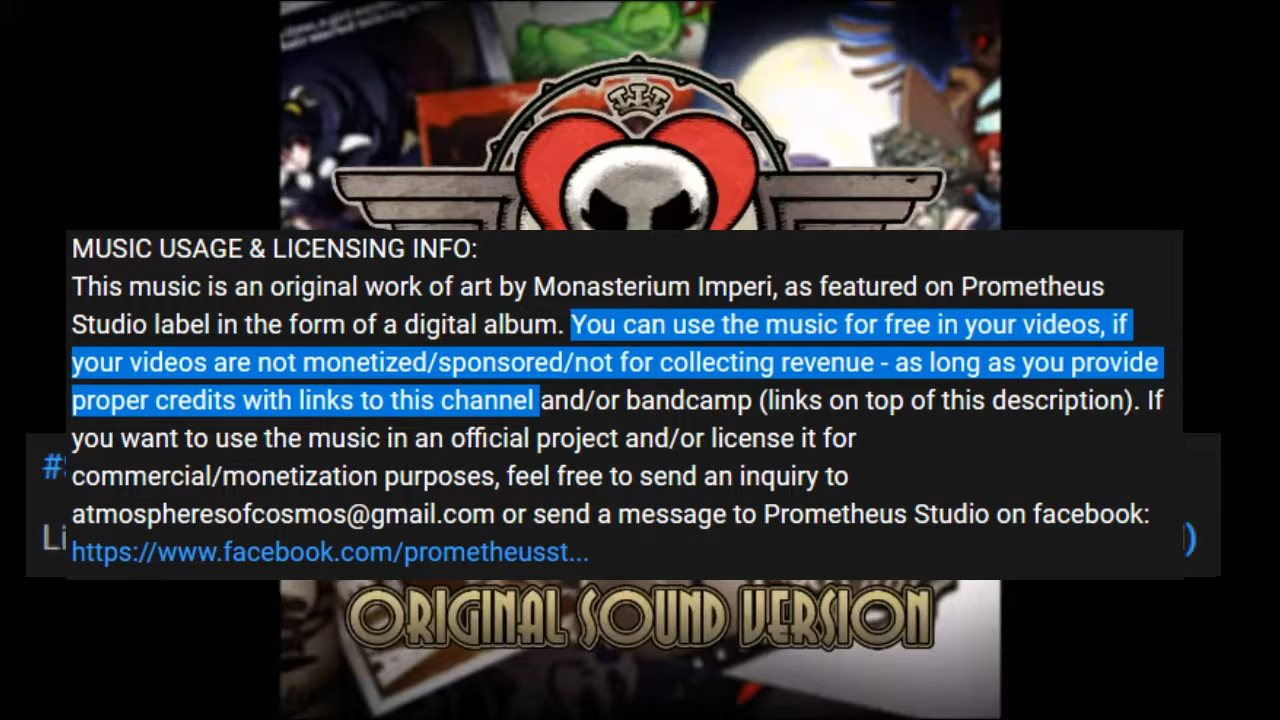 MUSIC USAGE & LICENSING INFO:
This music is an original work of art by Monasterium Imperi, as featured on Prometheus
Studio label in the form of a digital album. You can use the music for free in your videos, if
your videos are not monetized/sponsored/not for collecting revenue - as long as you provide
proper credits with links to this channel and/or bandcamp (links on top of this description). If
you want to use the music in an official project and/or license it for
commercial/monetization purposes, feel free to send an inquiry to
#
atmospheresofcosmos@gmail.com or send a message to Prometheus Studio on facebook:
Li
)
https://www.facebook.com/prometheusst...
ORIGINAL SOUND VERSION